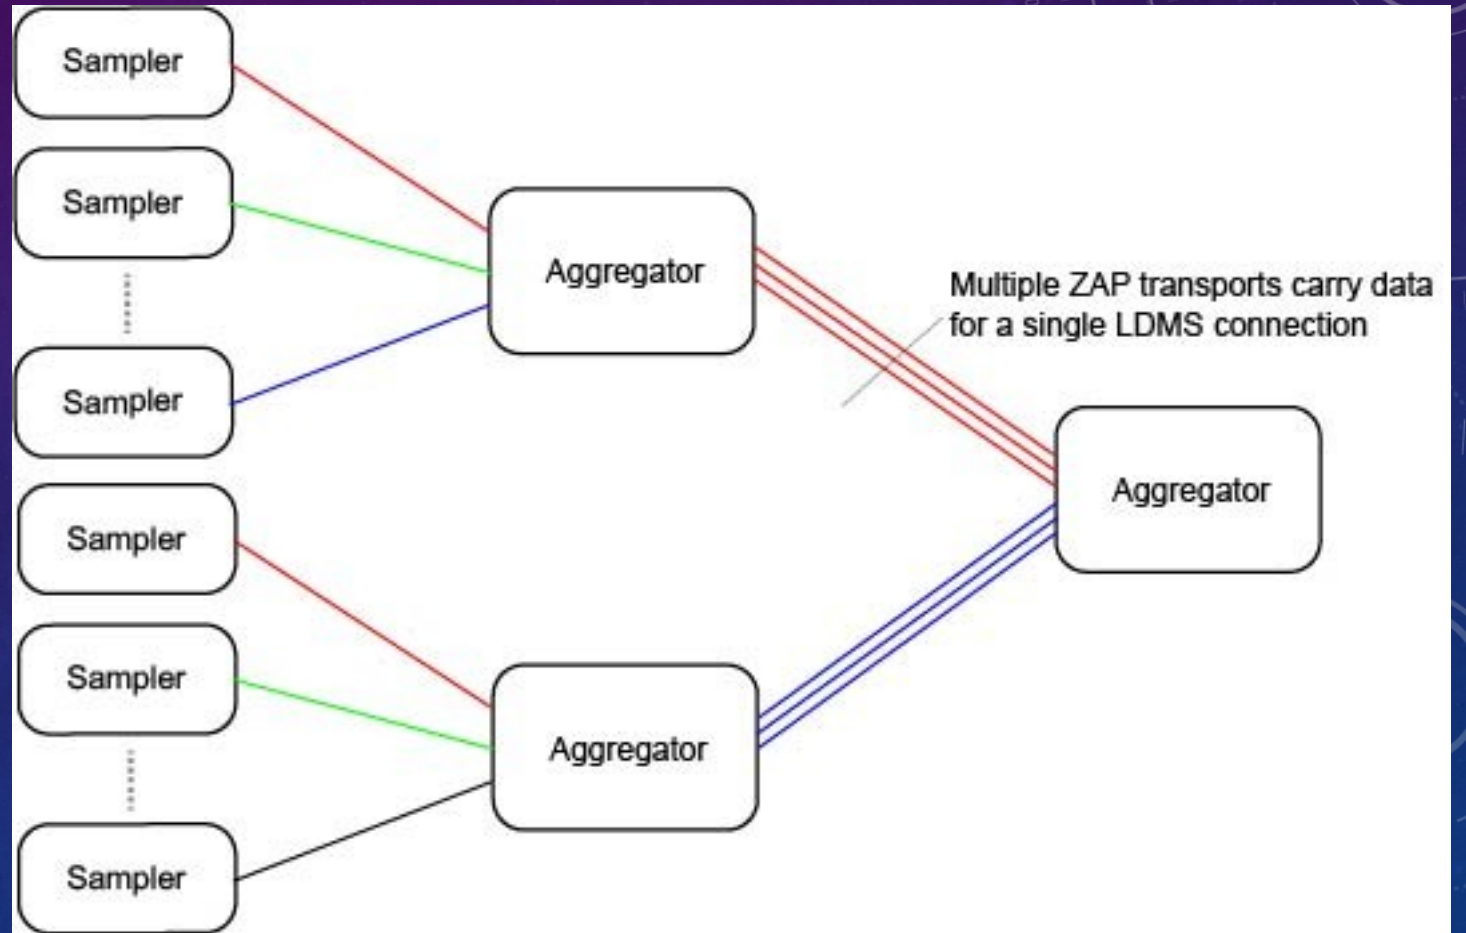 Sampler
Sampler
Aggregator
Multiple ZAP transports carry data
for a single LDMS connection
Sampler
Aggregator
Sampler
Sampler
Aggregator
Sampler